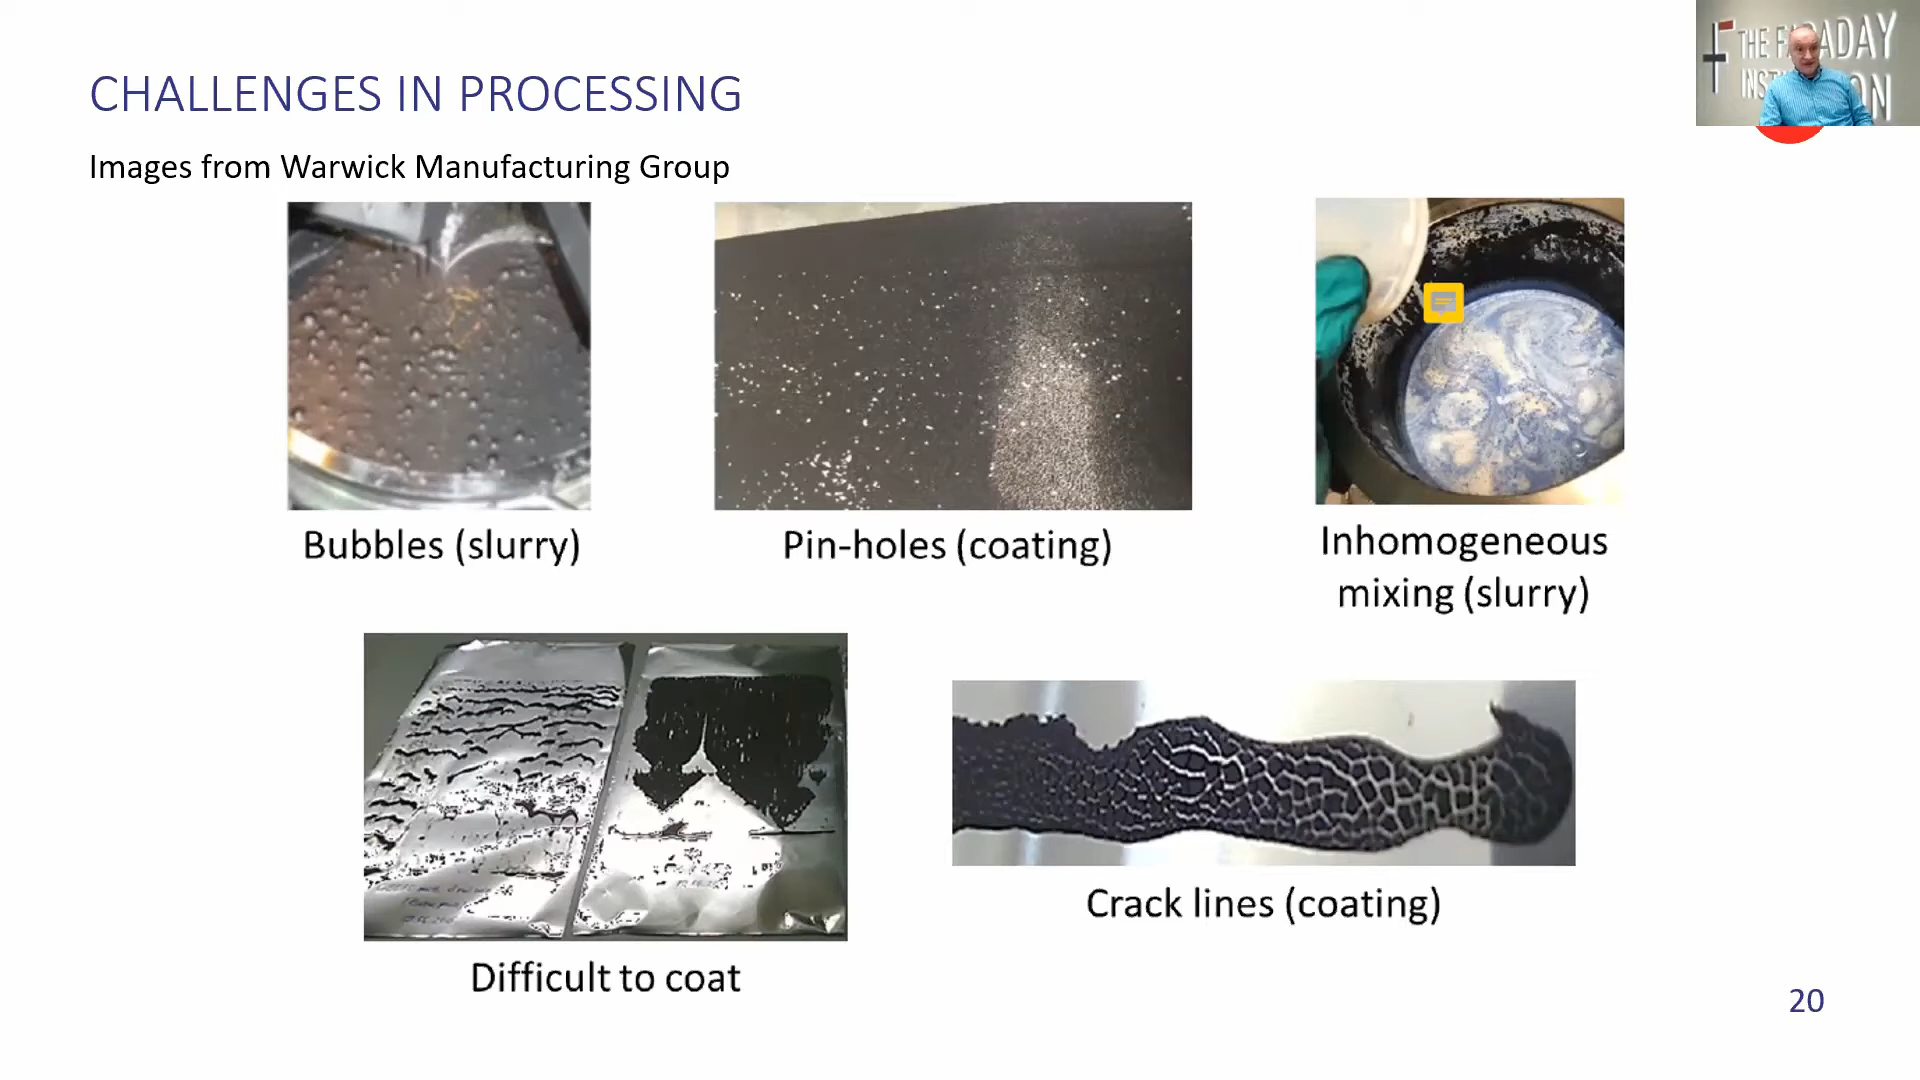 CHALLENGES IN PROCESSING
Images from Warwick Manufacturing Group
Bubbles (slurry)
Pin-holes (coating)
Inhomogeneous
mixing (slurry)
Difficult to coat
Crack lines (coating)
20